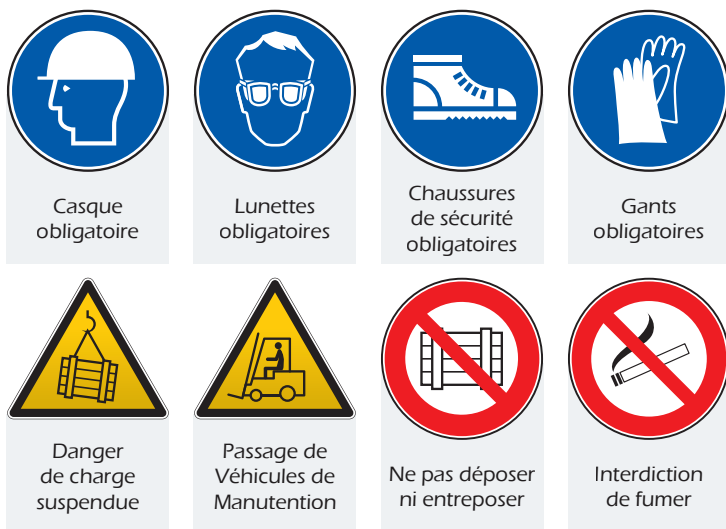 Casque
obligatoire
Lunettes
obligatoires
Chaussures
de sécurité
obligatoires
Gants
obligatoires
Danger
de charge
suspendue
Passage de
Véhicules de
Manutention
Ne pas déposer
ni entreposer
Interdiction
de fumer